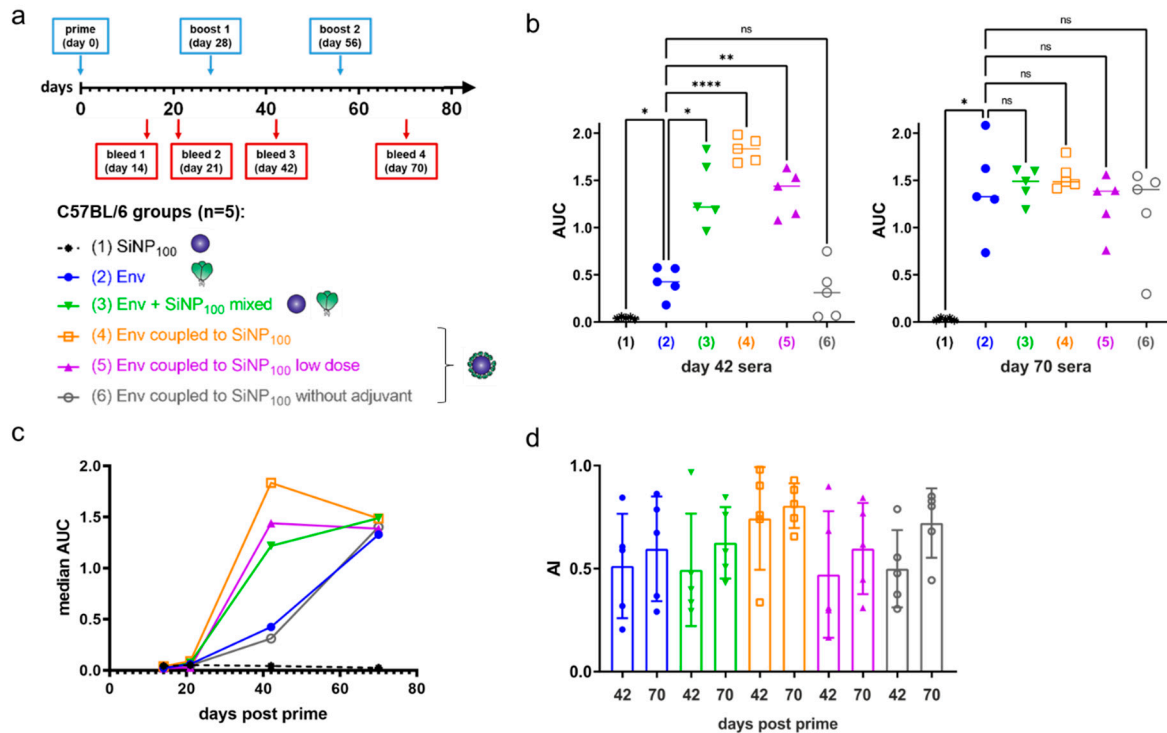 a
prime
(day 0)
boost 1
(day 28)
boost 2
(day 56)
days
0 20 40 60 80
bleed 1
(day 14)
bleed 2
(day 21)
bleed 3
(day 42)
bleed 4
(day 70)
C57BL/6 groups (n=5):
(1) SiNP100
(2) Env
(3) Env + SiNP100 mixed
(4) Env coupled to SiNP100
(5) Env coupled to SiNP100 low dose
(6) Env coupled to SiNP100 without adjuvant
b
ns
**
****
* *
AUC
2.0
1.5
1.0
0.5
0.0
(1) (2) (3) (4) (5) (6)
day 42 sera
ns
ns
ns
* ns
AUC
2.0
1.5
1.0
0.5
0.0
(1) (2) (3) (4) (5) (6)
day 70 sera
c
median AUC
2.0
1.5
1.0
0.5
0.0
0 20 40 60 80
days post prime
d
AI
1.0
0.5
0.0
42 70 42 70 42 70 42 70 42 70
days post prime